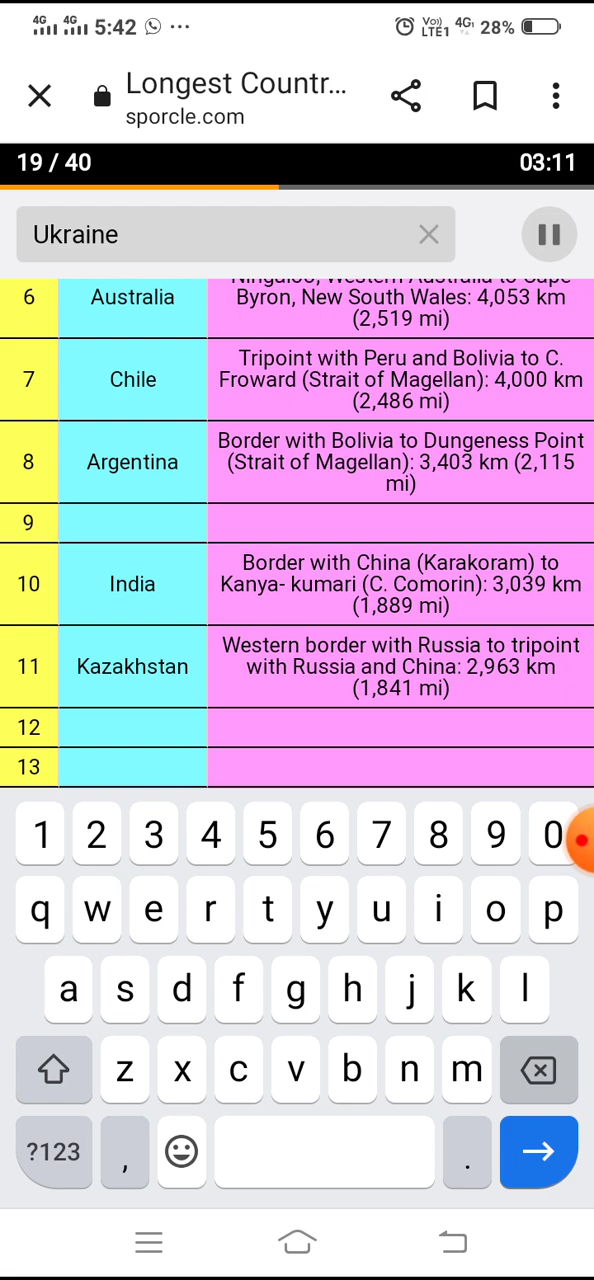 4G 4G 5:42 ...
Vo)) LTE1 4G 28%
Longest Countr...
sporcle.com
19 / 40 03:11
Ukraine
6 Australia Ningaloo, Western Australia to Cape
Byron, New South Wales: 4,053 km
(2,519 mi)
7 Chile Tripoint with Peru and Bolivia to C.
Froward (Strait of Magellan): 4,000 km
(2,486 mi)
8 Argentina Border with Bolivia to Dungeness Point
(Strait of Magellan): 3,403 km (2,115
mi)
9
10 India Border with China (Karakoram) to
Kanya- kumari (C. Comorin): 3,039 km
(1,889 mi)
11 Kazakhstan Western border with Russia to tripoint
with Russia and China: 2,963 km
(1,841 mi)
12
13
1 2 3 4 5 6 7 8 9 0
q w e r t y u i o p
a s d f g h j k l
z x c v b n m
?123 , .